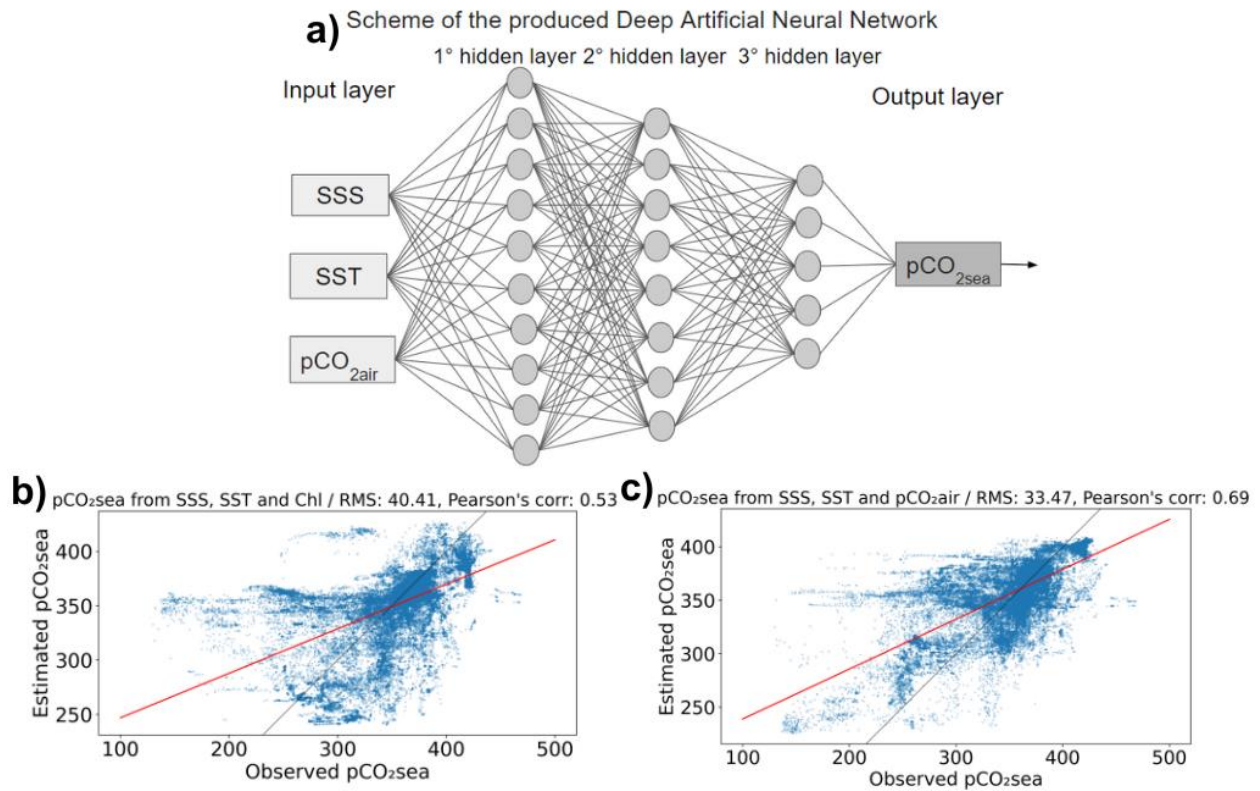 a) Scheme of the produced Deep Artificial Neural Network
1° hidden layer 2° hidden layer 3° hidden layer
Input layer
Output layer
SSS
SST
pCO₂air
pCO₂sea
b) pCO₂sea from SSS, SST and Chl / RMS: 40.41, Pearson's corr: 0.53
Estimated pCO₂sea
400
350
300
250
100 200 300 400 500
Observed pCO₂sea
c) pCO₂sea from SSS, SST and pCO₂air / RMS: 33.47, Pearson's corr: 0.69
Estimated pCO₂sea
400
350
300
250
100 200 300 400 500
Observed pCO₂sea